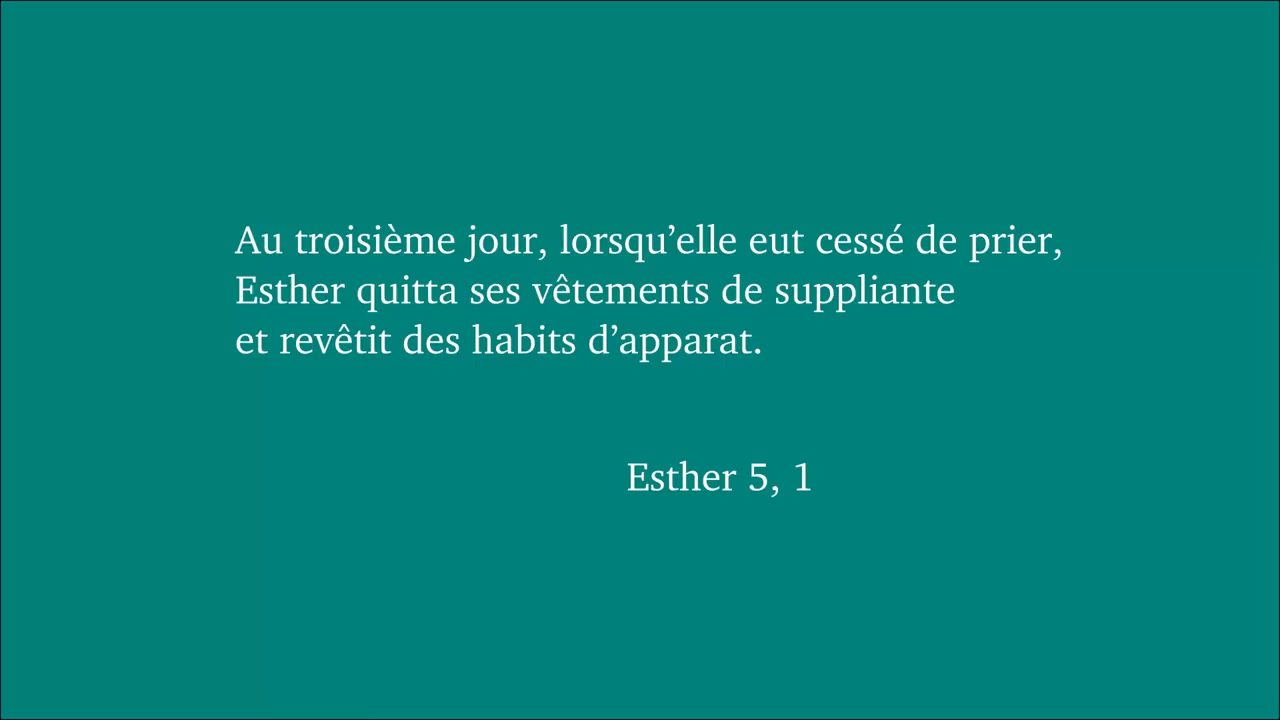 Au troisième jour, lorsqu’elle eut cessé de prier,
Esther quitta ses vêtements de suppliante
et revêtit des habits d’apparat.
Esther 5, 1